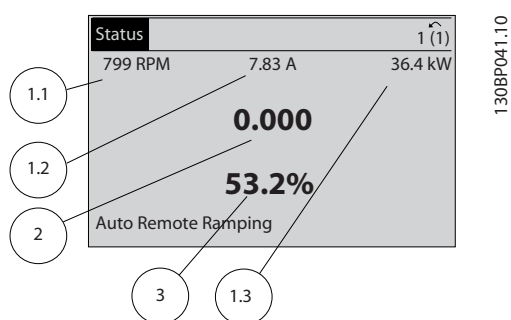 Status 1 (1)
799 RPM 7.83 A 36.4 kW
0.000
53.2%
Auto Remote Ramping
1.1
1.2
2
3
1.3
130BP041.10